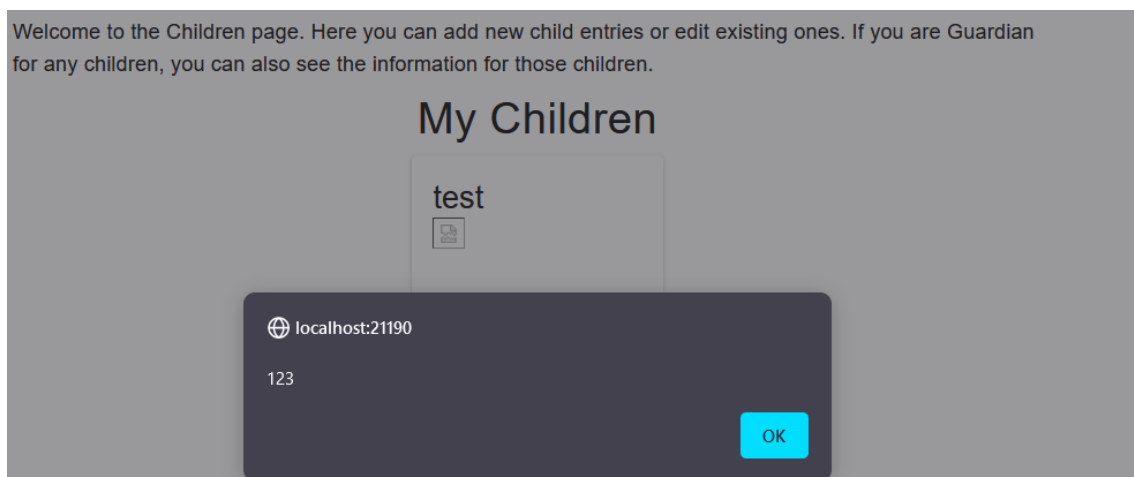 Welcome to the Children page. Here you can add new child entries or edit existing ones. If you are Guardian
for any children, you can also see the information for those children.
My Children
test
localhost:21190
123
OK